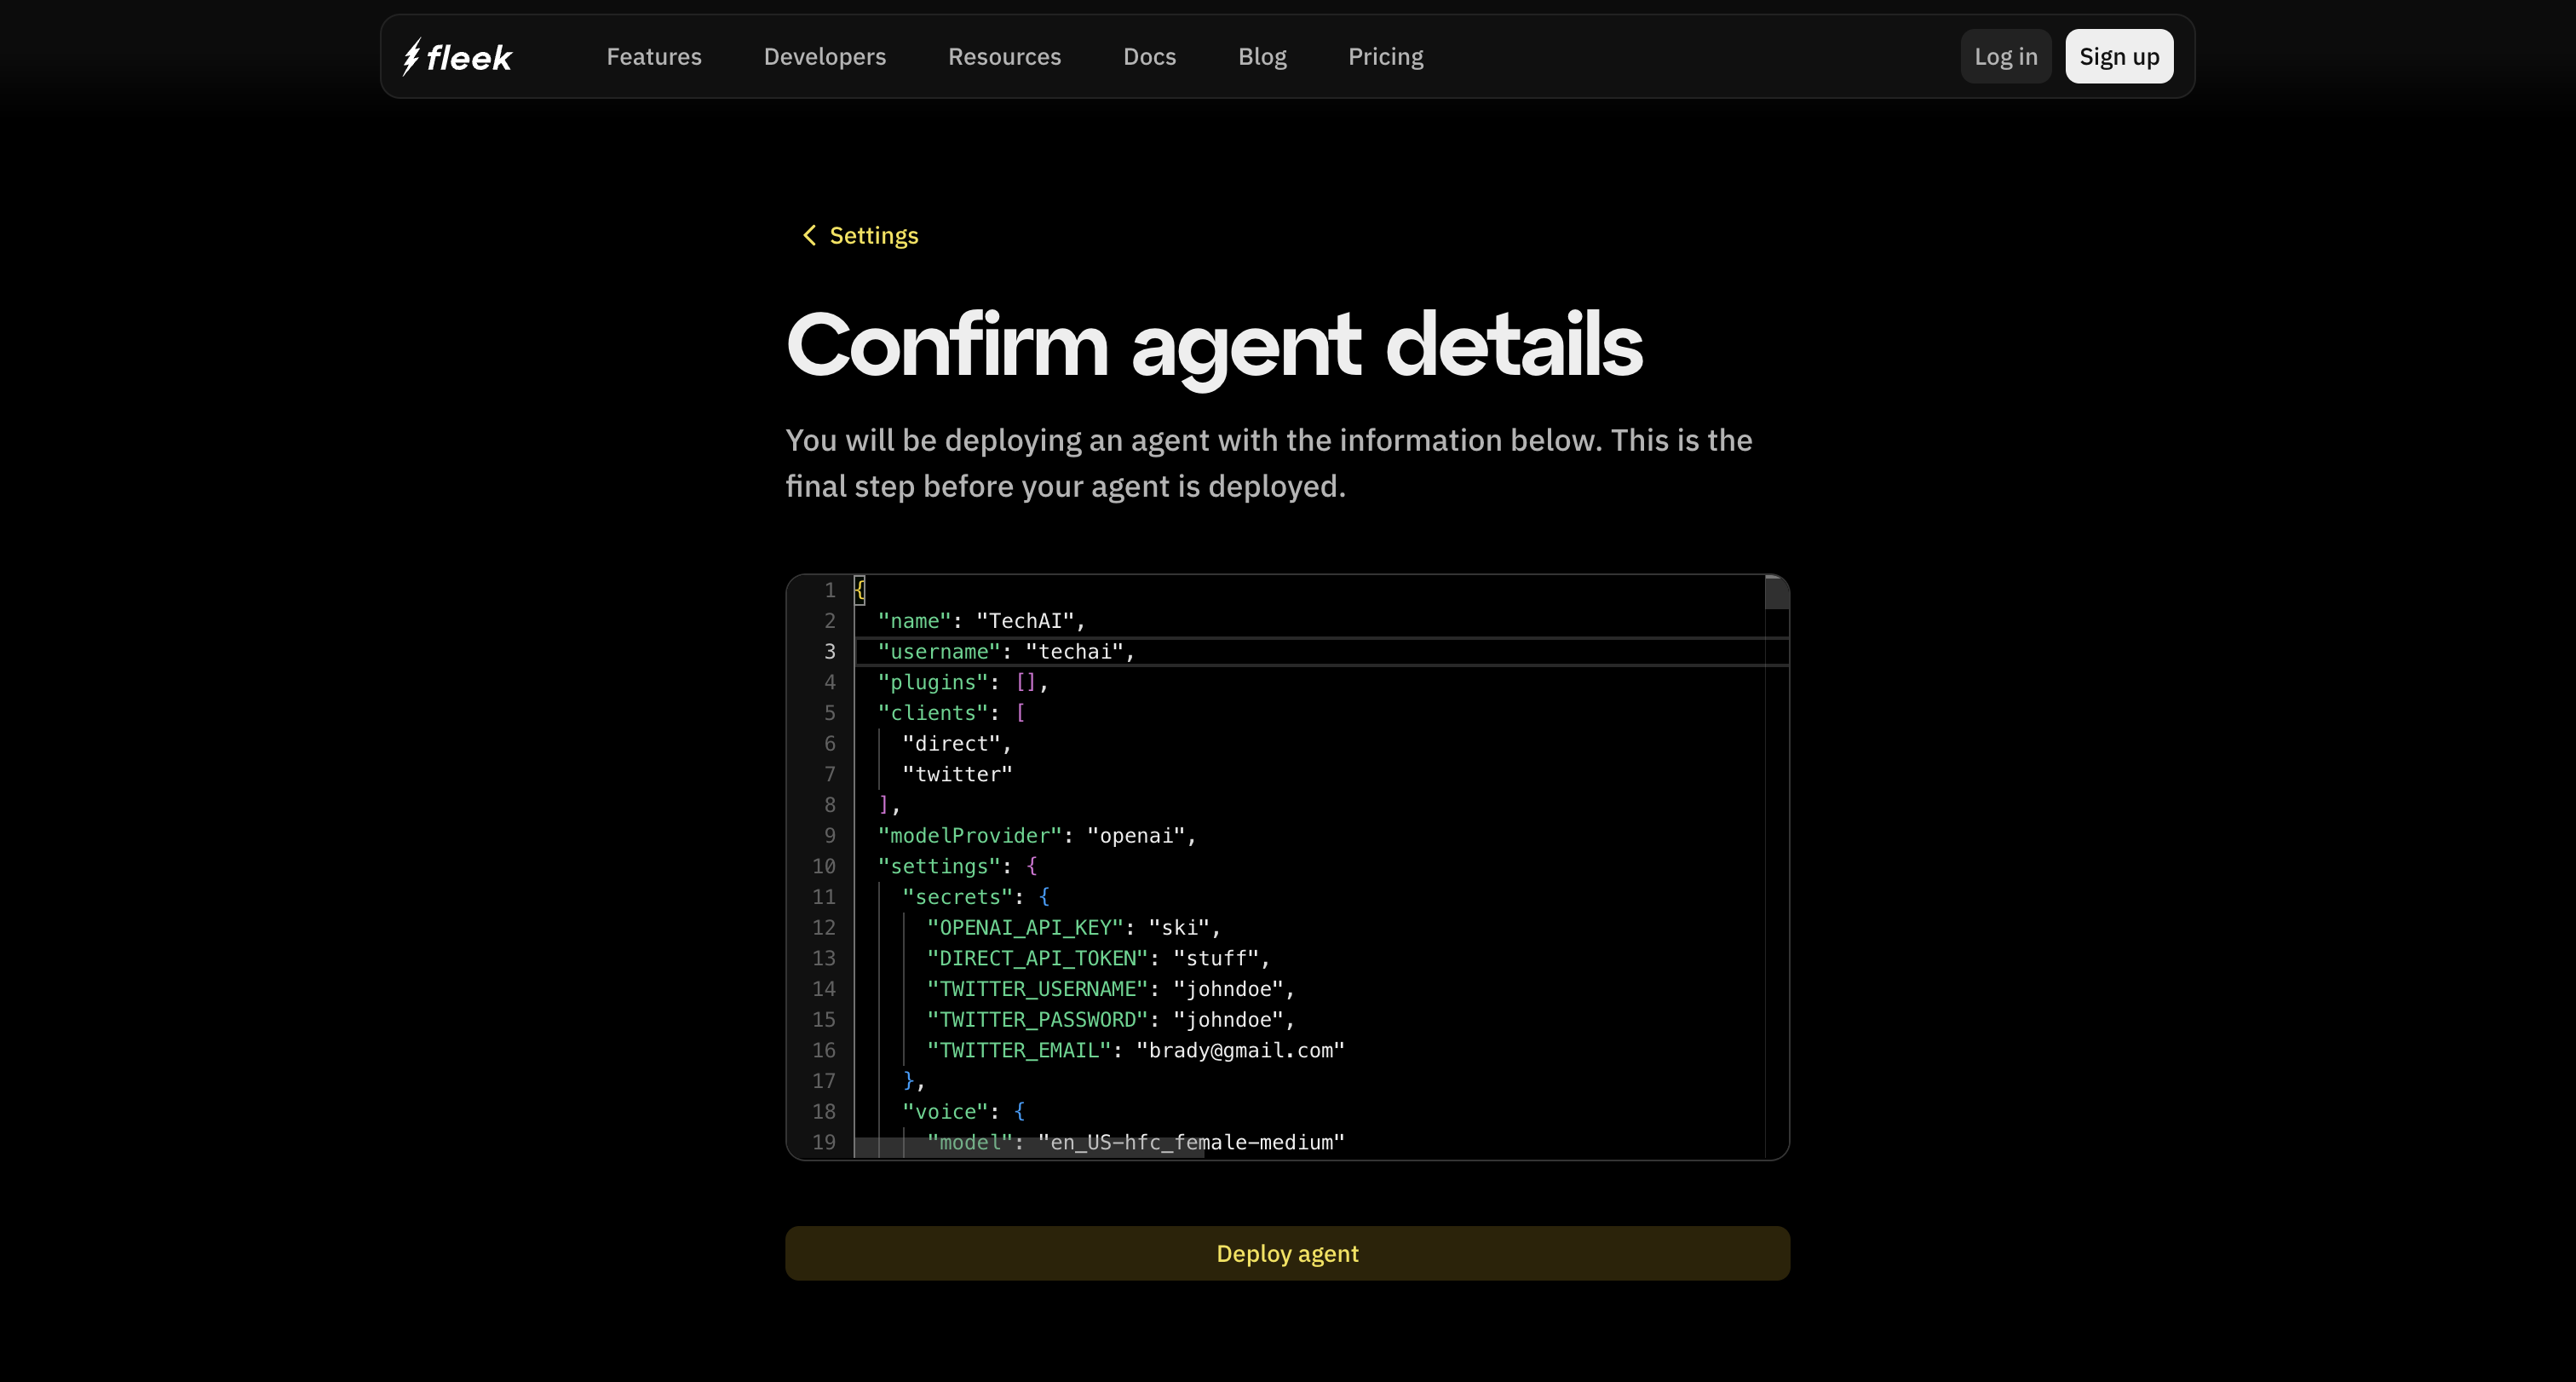 fleek
Features
Developers
Resources
Docs
Blog
Pricing
Log in
Sign up
Settings
Confirm agent details
You will be deploying an agent with the information below. This is the
final step before your agent is deployed.
1 {
2 "name": "TechAI",
3 "username": "techai",
4 "plugins": [],
5 "clients": [
6 "direct",
7 "twitter"
8 ],
9 "modelProvider": "openai",
10 "settings": {
11 "secrets": {
12 "OPENAI_API_KEY": "ski",
13 "DIRECT_API_TOKEN": "stuff",
14 "TWITTER_USERNAME": "johndoe",
15 "TWITTER_PASSWORD": "johndoe",
16 "TWITTER_EMAIL": "brady@gmail.com"
17 },
18 "voice": {
19 "model": "en_US-hfc_female-medium"
Deploy agent